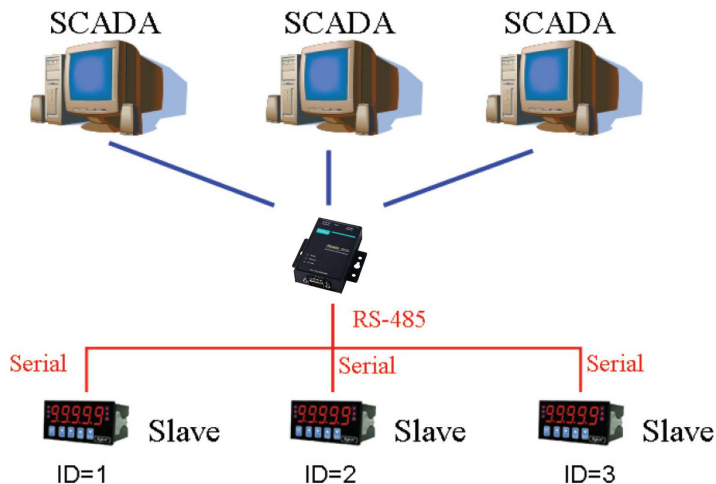 SCADA SCADA SCADA
RS-485
Serial Serial Serial
99999 Slave 99999 Slave 99999 Slave
ID=1 ID=2 ID=3